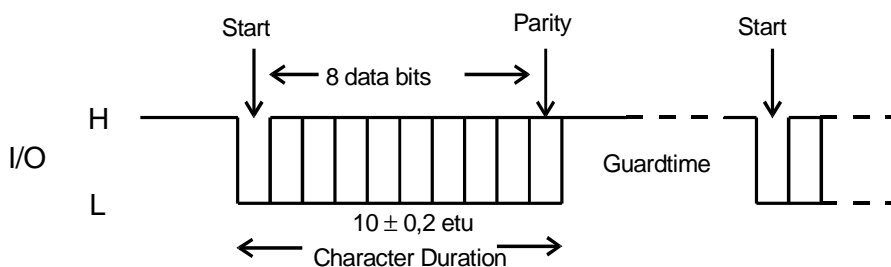 Start
Parity
Start
8 data bits
H
I/O
Guardtime
L
10 ± 0,2 etu
Character Duration